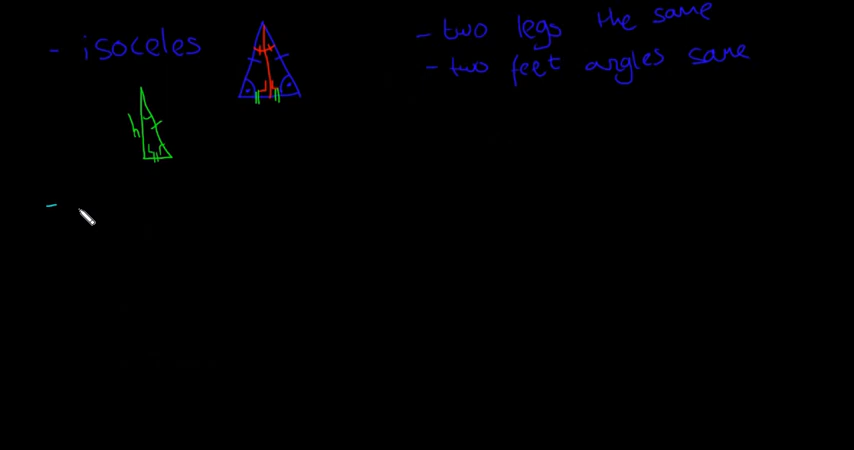 - isoceles
- two legs the same
- two feet angles same
h
-